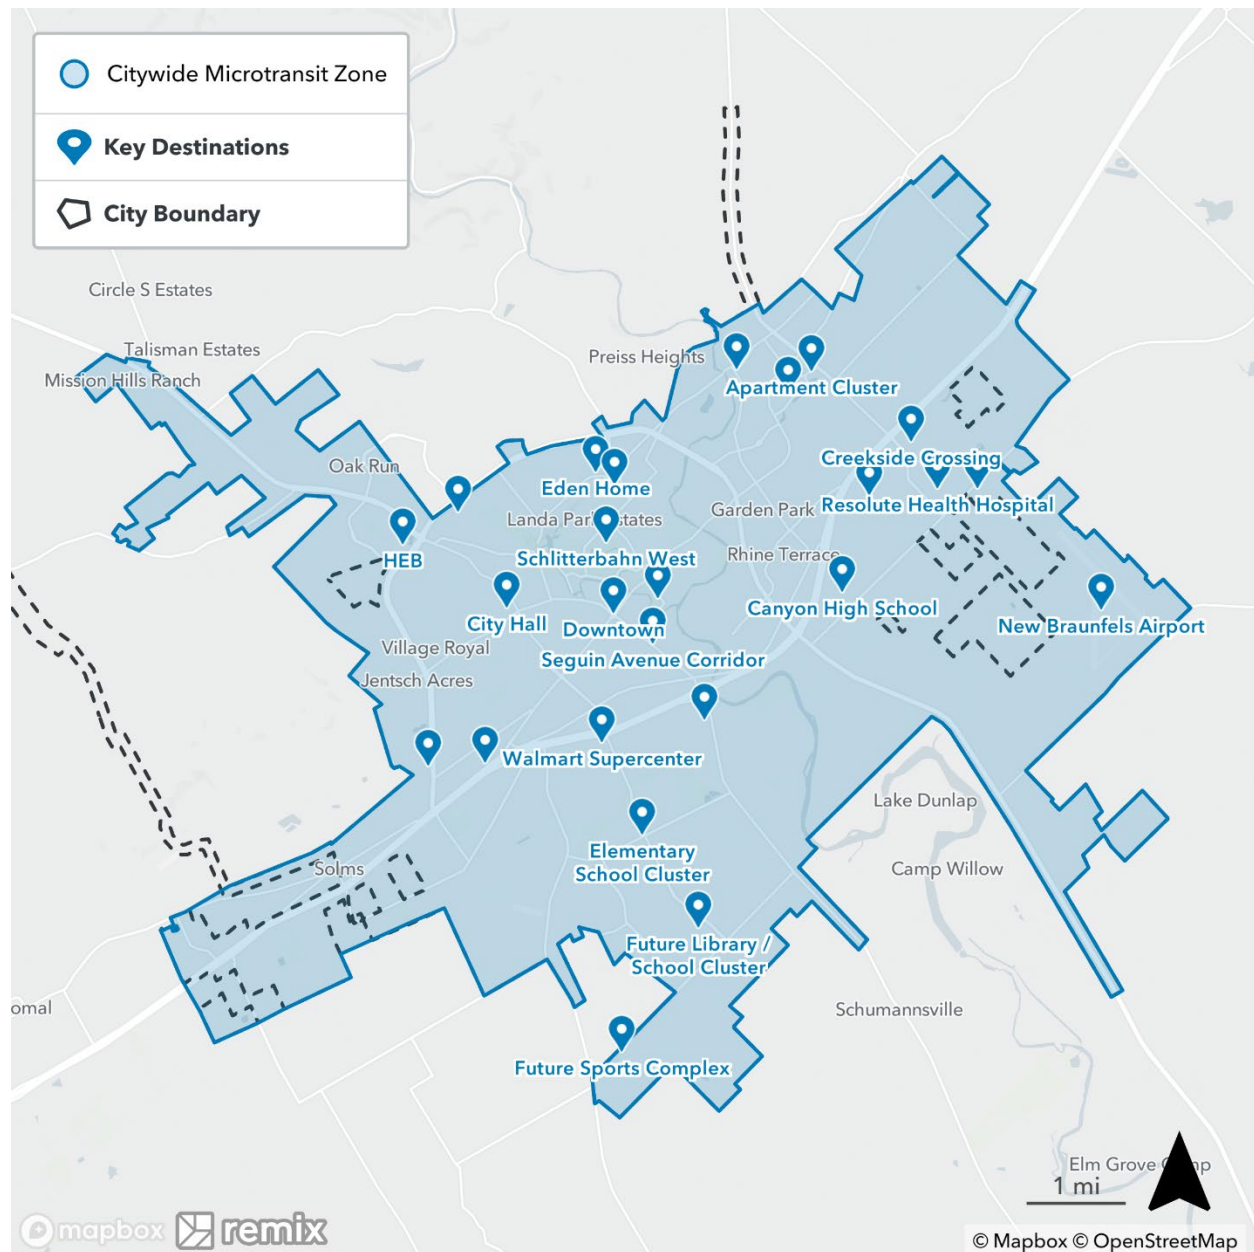 Citywide Microtransit Zone
Key Destinations
City Boundary
Circle S Estates
Talisman Estates
Mission Hills Ranch
Preiss Heights
Apartment Cluster
Creekside Crossing
Oak Run
Eden Home
Resolute Health Hospital
Landa Park Estates
Garden Park
HEB
Schlitterbahn West
Rhine Terrace
Canyon High School
City Hall
Downtown
New Braunfels Airport
Village Royal
Seguin Avenue Corridor
Jentsch Acres
Walmart Supercenter
Lake Dunlap
Elementary
School Cluster
Solms
Camp Willow
Future Library /
School Cluster
omal
Schumannsville
Future Sports Complex
1 mi
mapbox
remix
© Mapbox © OpenStreetMap